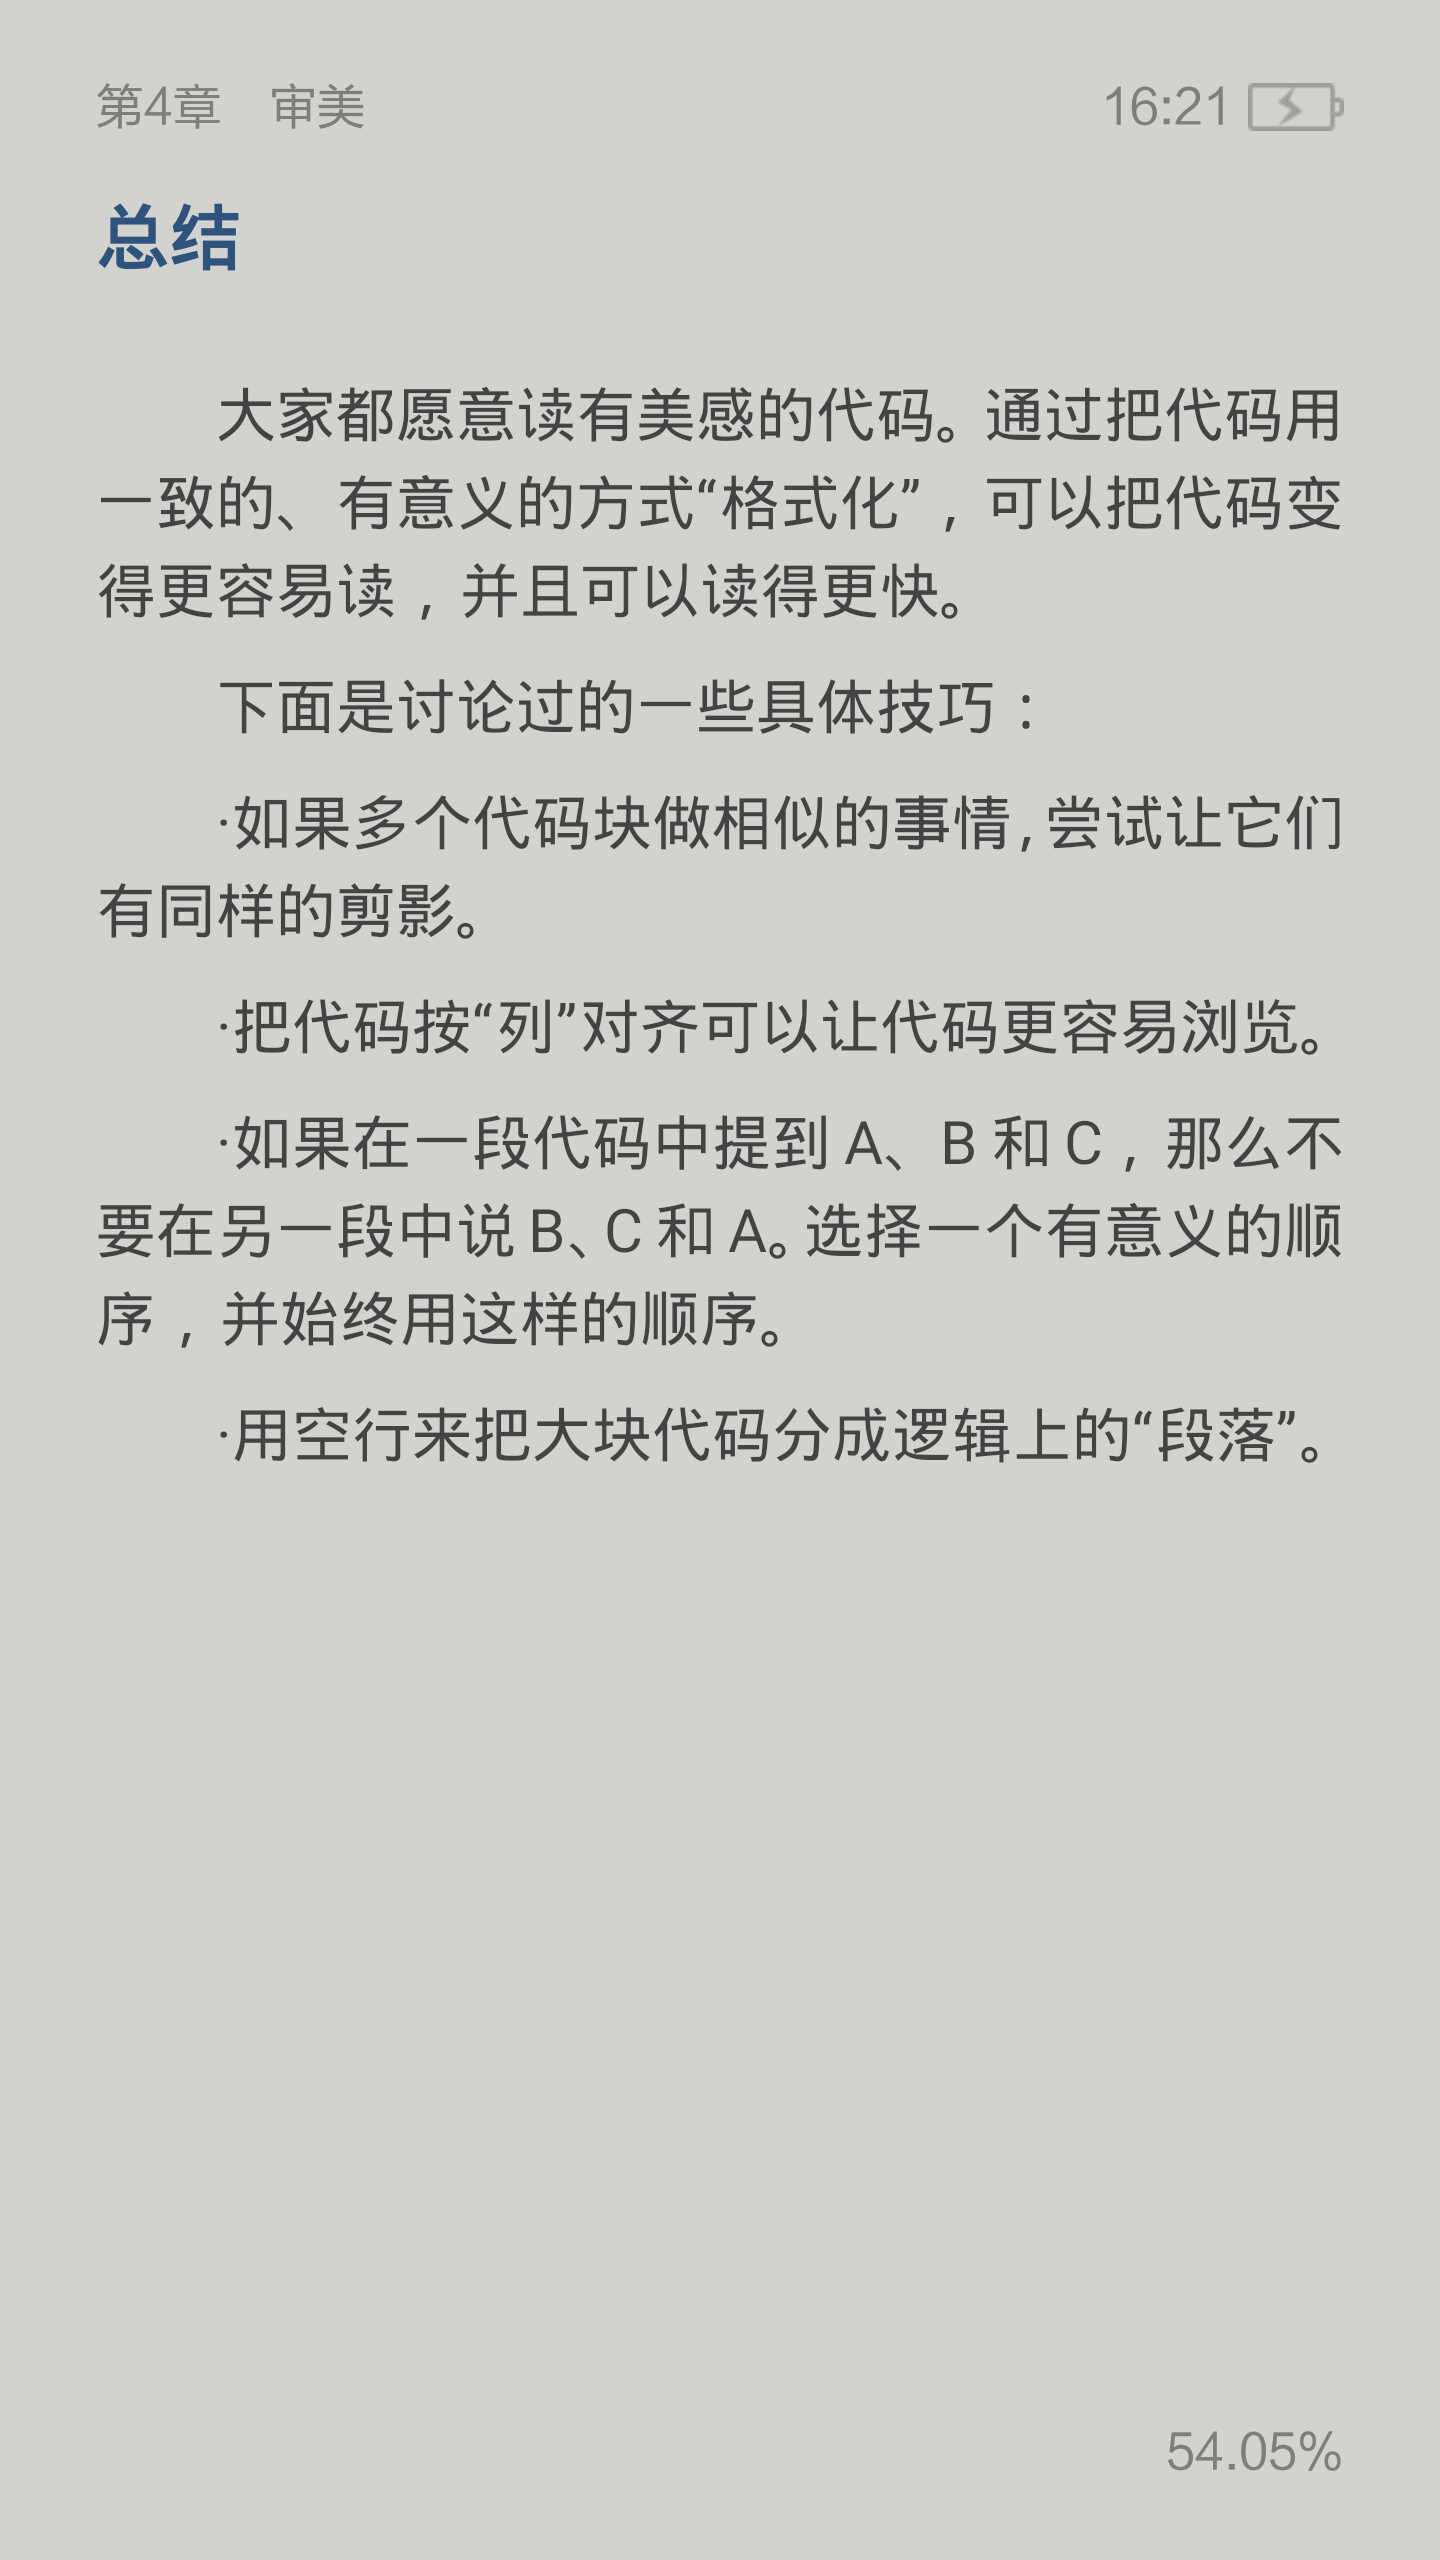 第4章　审美
16:21
总结
大家都愿意读有美感的代码。通过把代码用
一致的、有意义的方式“格式化”，可以把代码变
得更容易读，并且可以读得更快。
下面是讨论过的一些具体技巧：
·如果多个代码块做相似的事情，尝试让它们
有同样的剪影。
·把代码按“列”对齐可以让代码更容易浏览。
·如果在一段代码中提到 A、B 和 C，那么不
要在另一段中说 B、C 和 A。选择一个有意义的顺
序，并始终用这样的顺序。
·用空行来把大块代码分成逻辑上的“段落”。
54.05%